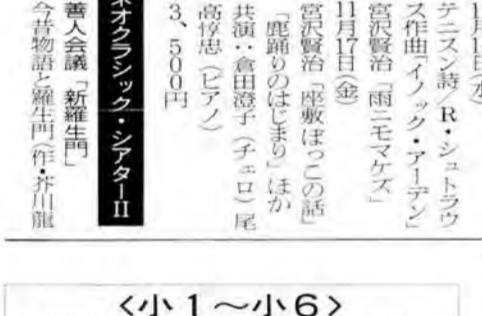 テニスン詩/R・シュトラウ
ス作曲「イノック・アーデン」
宮沢賢治「雨ニモマケズ」
11月17日(金)
宮沢賢治「座敷ぼっこの話」
「鹿踊りのはじまり」ほか
共演：倉田澄子(チェロ)尾
高惇忠(ピアノ)
3、500円
ネオクラシック・シアターII
善人会議「新羅生門」
今昔物語と羅生門(作・芥川龍
<小1～小6>